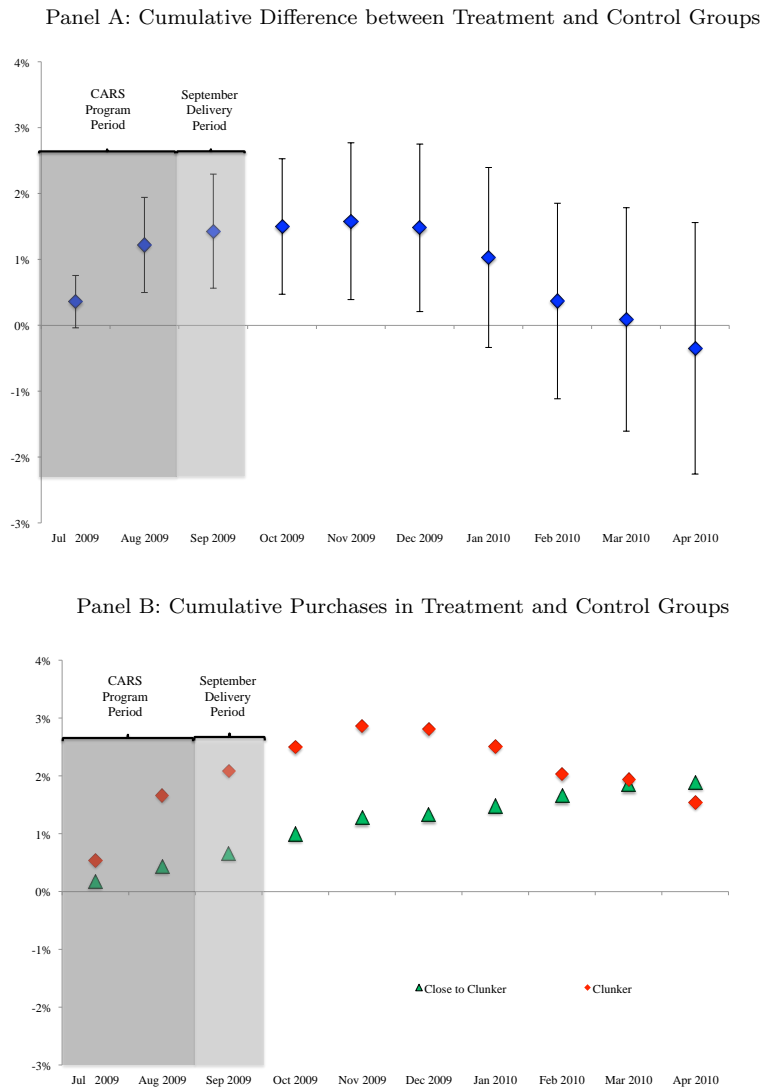 Panel A: Cumulative Difference between Treatment and Control Groups
4%
CARS
Program
Period
September
Delivery
Period
3%
2%
1%
0%
-1%
-2%
-3%
Jul 2009 Aug 2009 Sep 2009 Oct 2009 Nov 2009 Dec 2009 Jan 2010 Feb 2010 Mar 2010 Apr 2010
Panel B: Cumulative Purchases in Treatment and Control Groups
4%
CARS
Program
Period
September
Delivery
Period
3%
2%
1%
0%
-1%
-2%
Close to Clunker Clunker
-3%
Jul 2009 Aug 2009 Sep 2009 Oct 2009 Nov 2009 Dec 2009 Jan 2010 Feb 2010 Mar 2010 Apr 2010